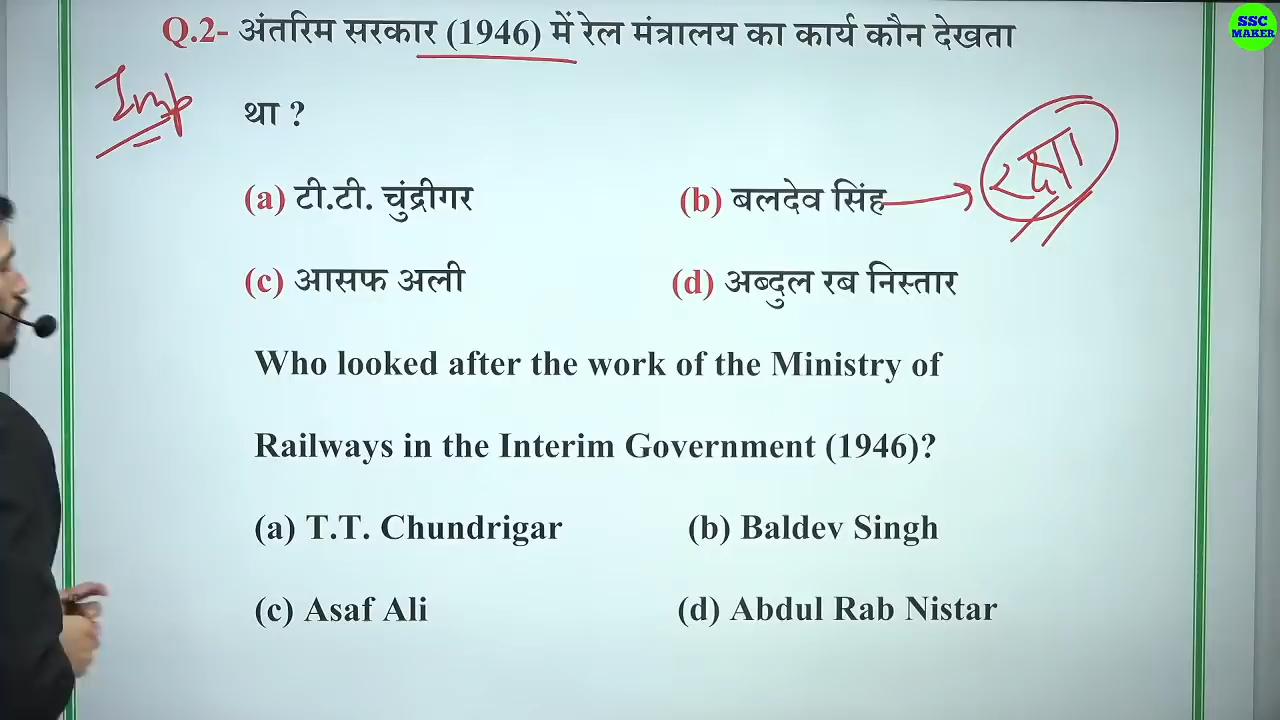 Q.2- अंतरिम सरकार (1946) में रेल मंत्रालय का कार्य कौन देखता
था ?
Imp
रक्षा
(a) टी.टी. चुंद्रीगर (b) बलदेव सिंह
(c) आसफ अली (d) अब्दुल रब निस्तार
Who looked after the work of the Ministry of
Railways in the Interim Government (1946)?
(a) T.T. Chundrigar (b) Baldev Singh
(c) Asaf Ali (d) Abdul Rab Nistar
SSC
MAKER